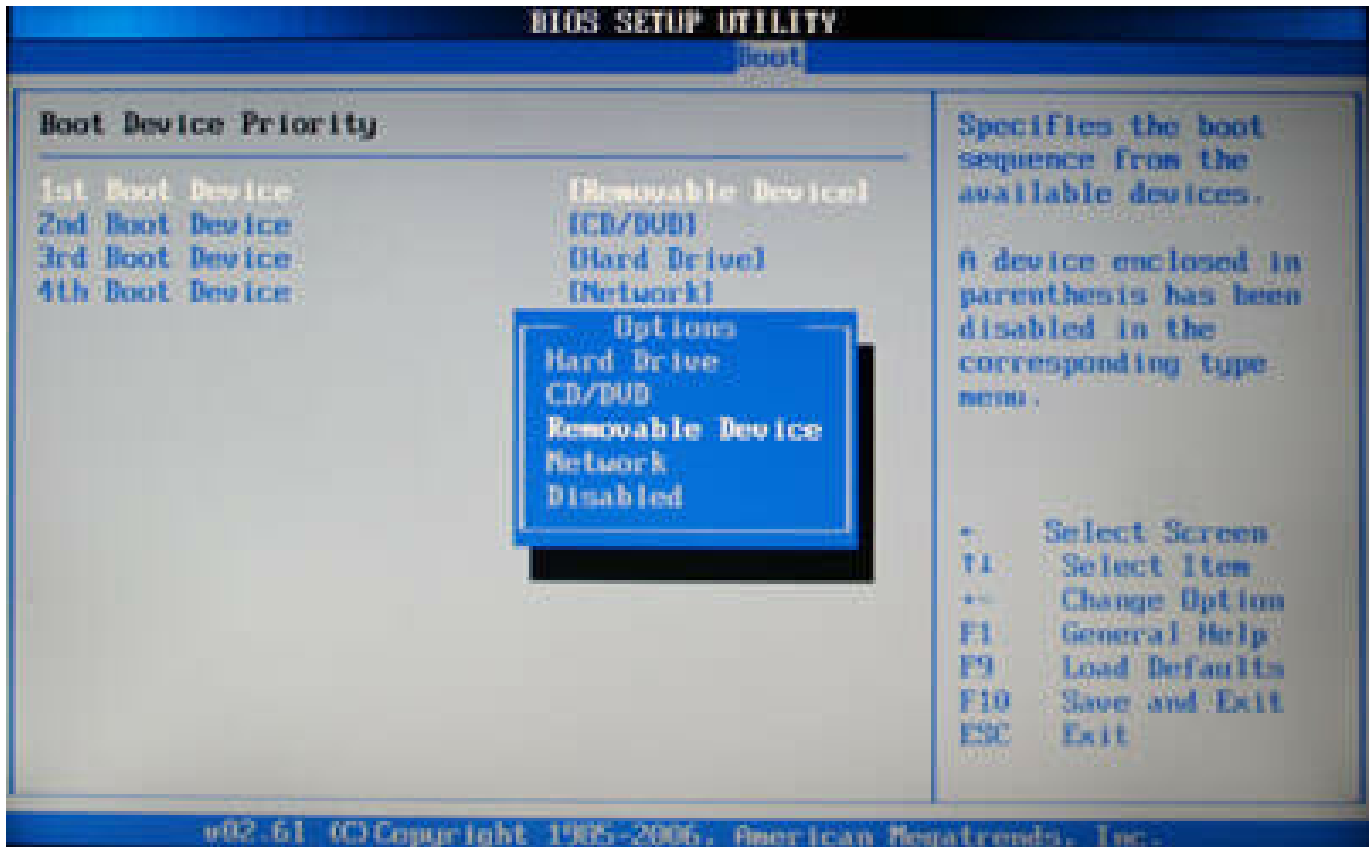 BIOS SETUP UTILITY
Boot
Boot Device Priority
1st Boot Device [Removable Device]
2nd Boot Device [CD/DVD]
3rd Boot Device [Hard Drive]
4th Boot Device [Network]
Options
Hard Drive
CD/DVD
Removable Device
Network
Disabled
Specifies the boot
sequence from the
available devices.
A device enclosed in
parenthesis has been
disabled in the
corresponding type
menu.
← Select Screen
↑↓ Select Item
+- Change Option
F1 General Help
F9 Load Defaults
F10 Save and Exit
ESC Exit
v02.61 (C)Copyright 1985-2006, American Megatrends, Inc.